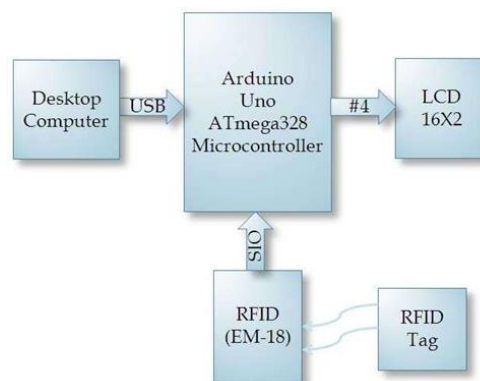 Desktop
Computer
USB
Arduino
Uno
ATmega328
Microcontroller
#4
LCD
16X2
SIO
RFID
(EM-18)
RFID
Tag